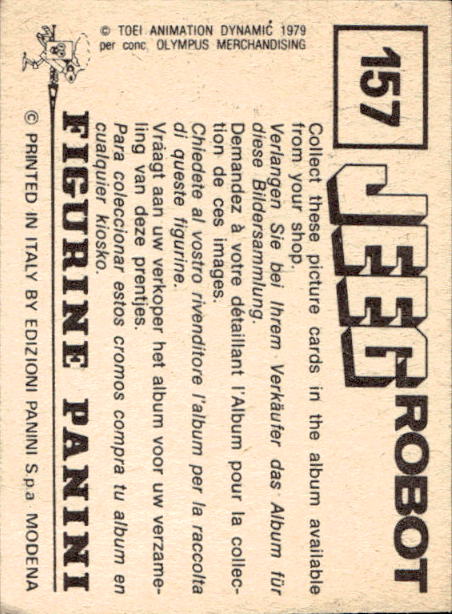 157
JEEG ROBOT
Collect these picture cards in the album available
from your shop.
Verlangen Sie bei Ihrem Verkäufer das Album für
diese Bildersammlung.
Demandez à votre détaillant l'Album pour la collec-
tion de ces images.
Chiedete al vostro rivenditore l'album per la raccolta
di queste figurine.
Vráágt aan uw verkoper het album voor uw verzame-
ling van deze prentjes.
Para coleccionar estos cromos compra tu album en
cualquier kiosko.
FIGURINE PANINI
© PRINTED IN ITALY BY EDIZIONI PANINI S.p.a MODENA
© TOEI ANIMATION DYNAMIC 1979
per conc. OLYMPUS MERCHANDISING